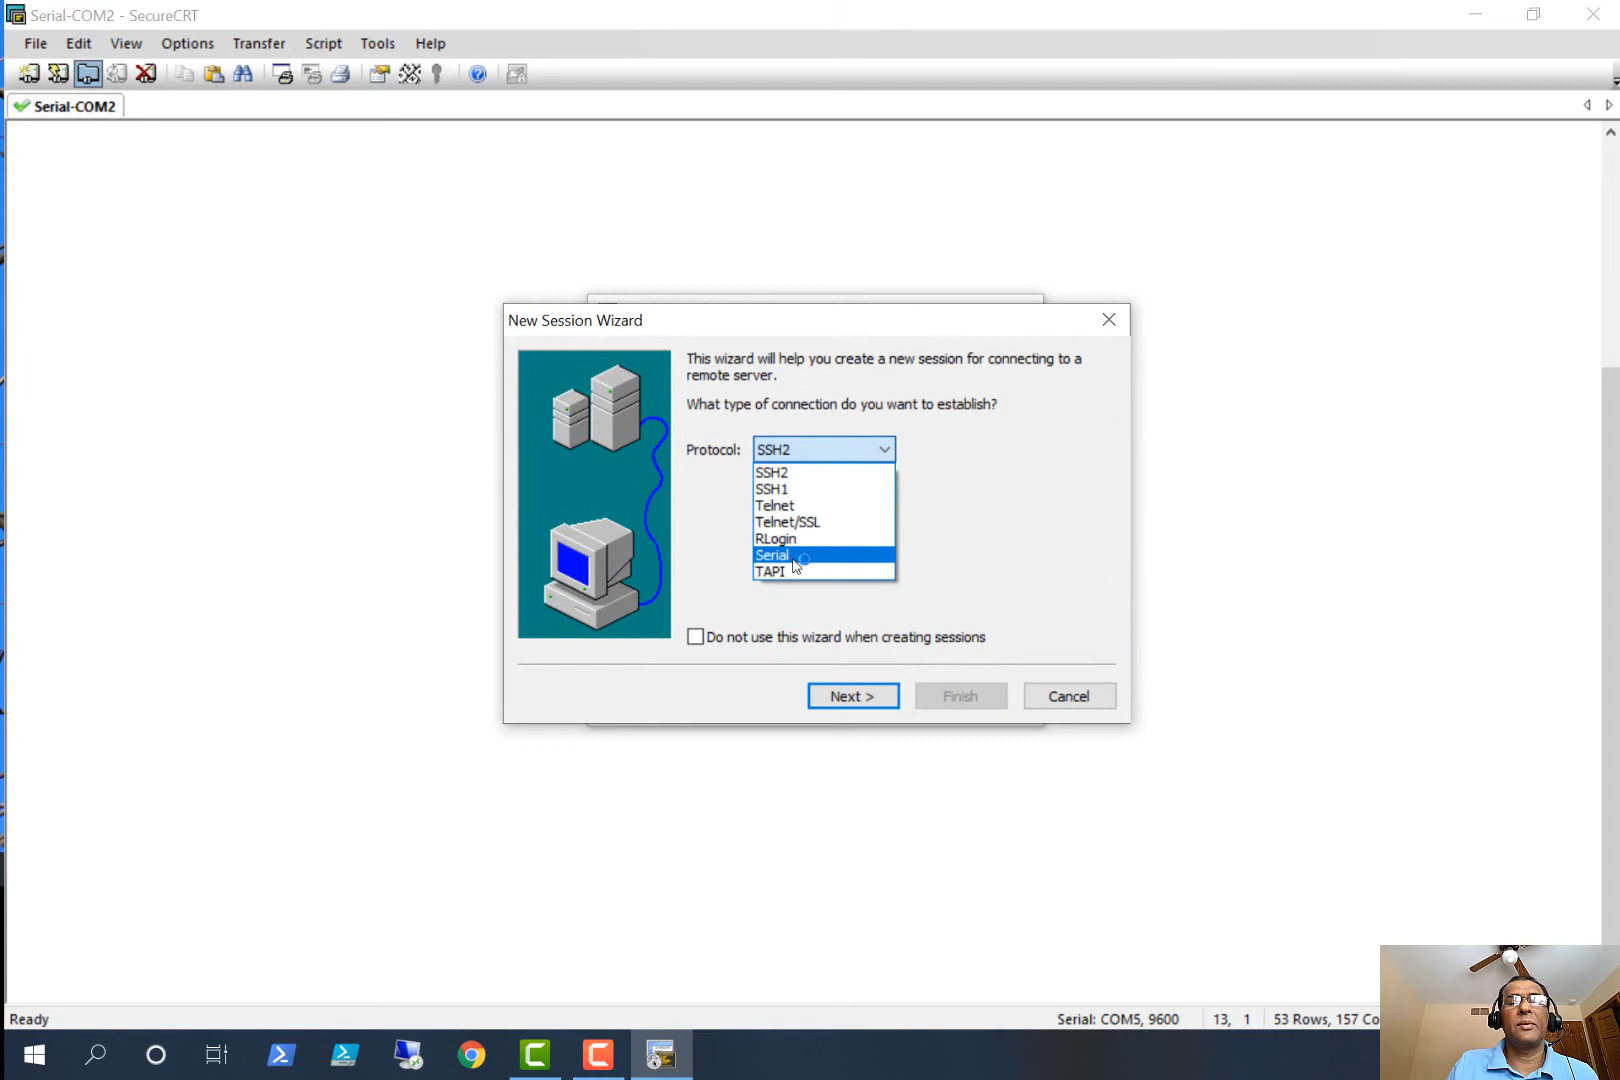 Serial-COM2 - SecureCRT
File Edit View Options Transfer Script Tools Help
Serial-COM2
New Session Wizard
This wizard will help you create a new session for connecting to a
remote server.
What type of connection do you want to establish?
Protocol: SSH2
SSH2
SSH1
Telnet
Telnet/SSL
RLogin
Serial
TAPI
Do not use this wizard when creating sessions
Next > Finish Cancel
Ready Serial: COM5, 9600 13, 1 53 Rows, 157 Co